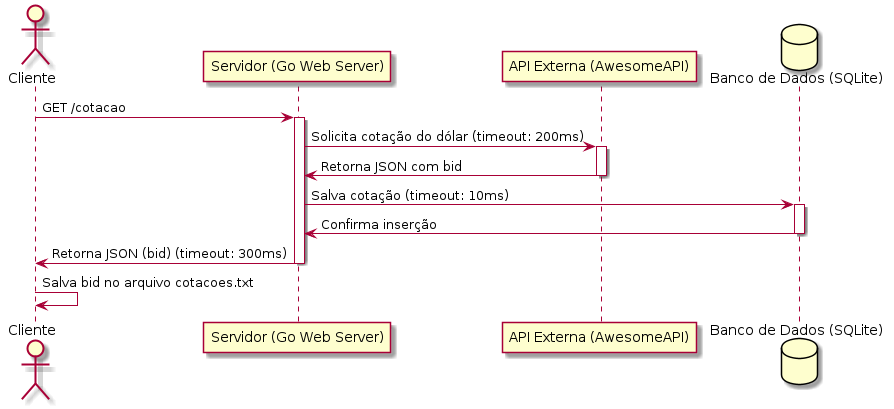 Cliente
Servidor (Go Web Server)
API Externa (AwesomeAPI)
Banco de Dados (SQLite)
GET /cotacao
Solicita cotação do dólar (timeout: 200ms)
Retorna JSON com bid
Salva cotação (timeout: 10ms)
Confirma inserção
Retorna JSON (bid) (timeout: 300ms)
Salva bid no arquivo cotacoes.txt
Cliente
Servidor (Go Web Server)
API Externa (AwesomeAPI)
Banco de Dados (SQLite)